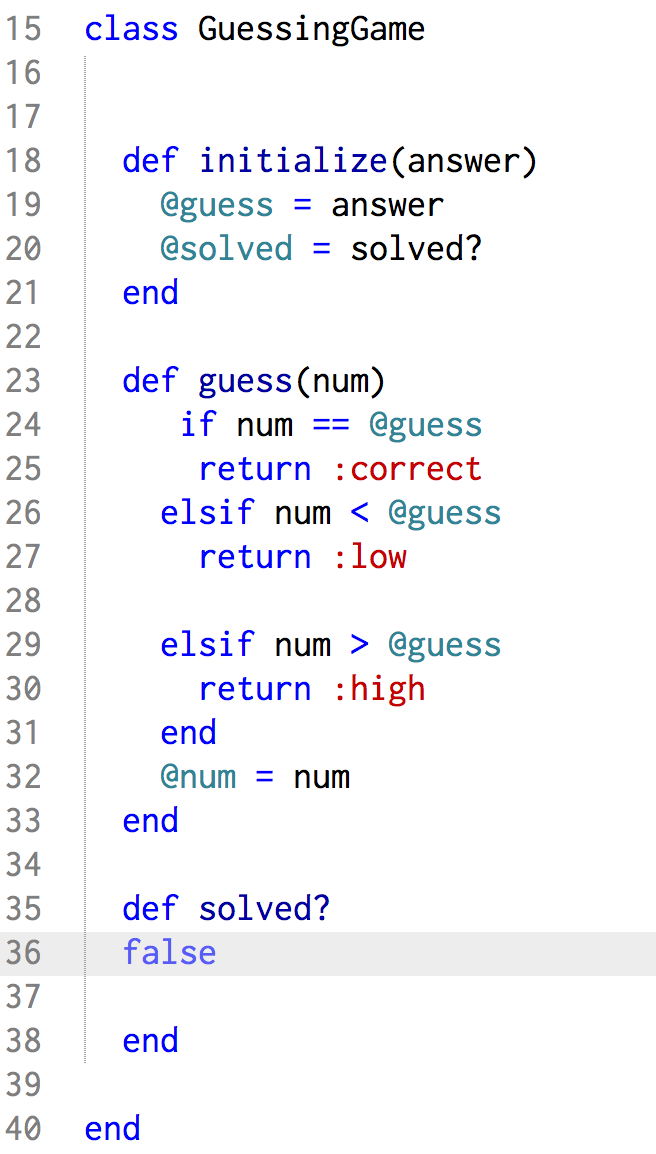 15 class GuessingGame
16
17
18 def initialize(answer)
19 @guess = answer
20 @solved = solved?
21 end
22
23 def guess(num)
24 if num == @guess
25 return :correct
26 elsif num < @guess
27 return :low
28
29 elsif num > @guess
30 return :high
31 end
32 @num = num
33 end
34
35 def solved?
36 false
37
38 end
39
40 end